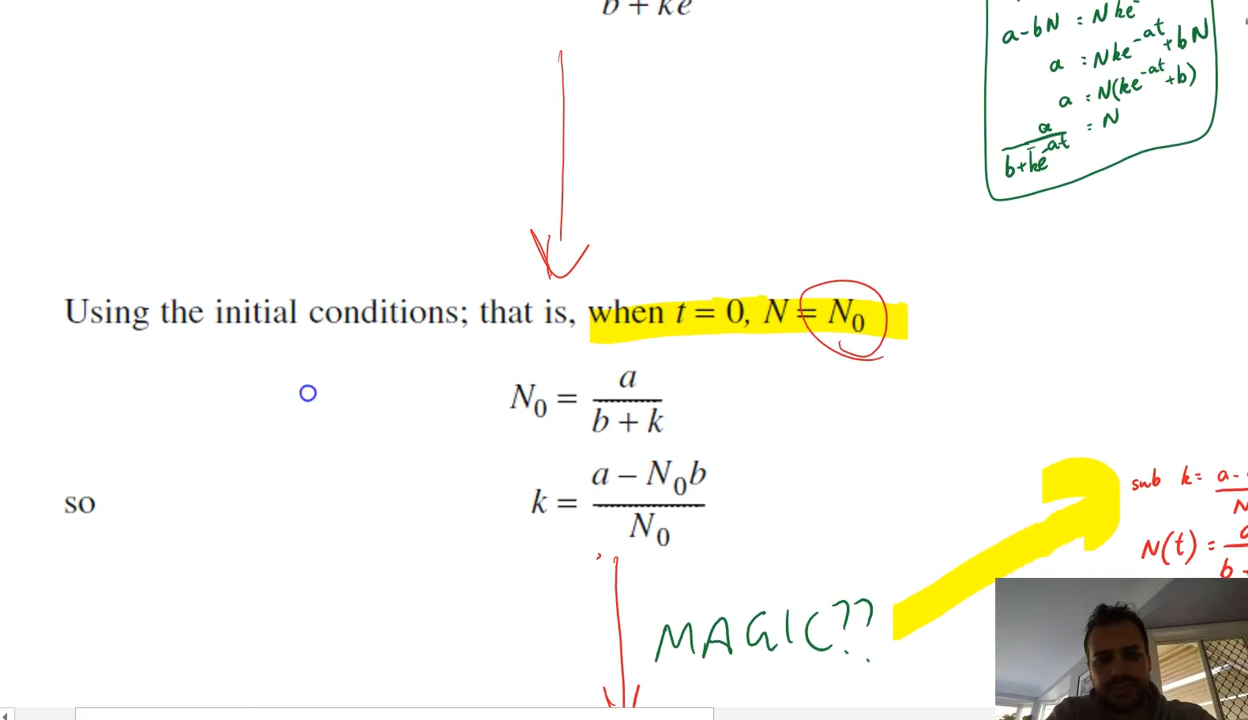 b + ke
a-bN = Nke
a = Nke^-at + bN
a = N(ke^-at + b)
a/(b+ke^-at) = N
Using the initial conditions; that is, when t = 0, N = N₀
N₀ = a/(b + k)
so k = (a − N₀b)/N₀
sub k = a-
N
N(t) =
b
MAGIC??